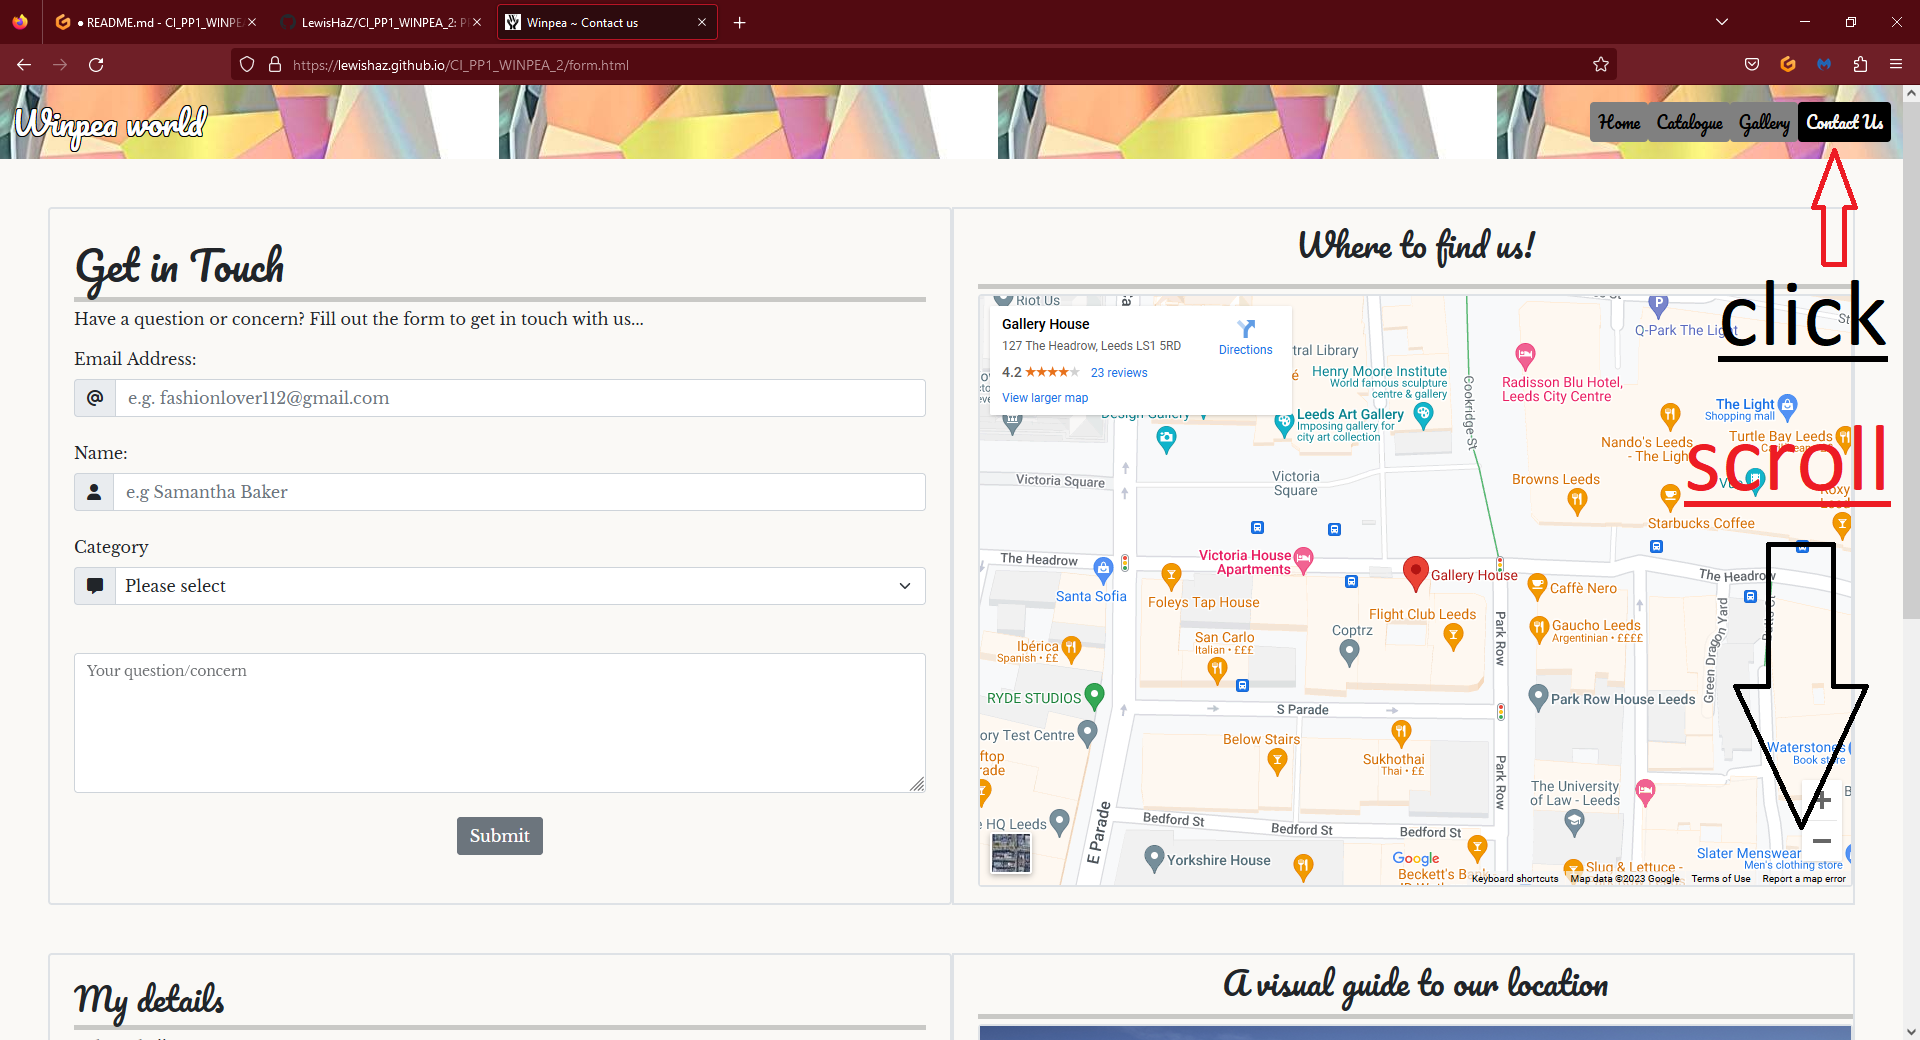 ● README.md - CI_PP1_WINPEA
LewisHaZ/CI_PP1_WINPEA_2: P
Winpea ~ Contact us
https://lewishaz.github.io/CI_PP1_WINPEA_2/form.html
Winpea world
Home
Catalogue
Gallery
Contact Us
click
scroll
Get in Touch
Have a question or concern? Fill out the form to get in touch with us...
Email Address:
@
e.g. fashionlover112@gmail.com
Name:
e.g Samantha Baker
Category
Please select
Your question/concern
Submit
Where to find us!
Riot Us
Gallery House
127 The Headrow, Leeds LS1 5RD
4.2
23 reviews
View larger map
Directions
tral Library
Henry Moore Institute
World famous sculpture
centre & gallery
Design Gallery
Leeds Art Gallery
Imposing gallery for
city art collection
Cookridge St
P
Q-Park The Light
St
Radisson Blu Hotel,
Leeds City Centre
The Light
Shopping mall
Nando's Leeds
- The Light
Turtle Bay Leeds
Victoria Square
Victoria
Square
Browns Leeds
Vue
Roxy
Starbucks Coffee
The Headrow
Santa Sofia
Victoria House
Apartments
Foleys Tap House
Gallery House
Flight Club Leeds
Caffè Nero
The Headrow
Gaucho Leeds
Argentinian • ££££
Coptrz
San Carlo
Italian • £££
Ibérica
Spanish • ££
Park Row
Green Dragon Yard
RYDE STUDIOS
Park Row House Leeds
S Parade
ory Test Centre
Below Stairs
Sukhothai
Thai • ££
Waterstones
Book store
ftop
rade
Park Row
The University
of Law - Leeds
E Parade
HQ Leeds
Bedford St
Bedford St
Bedford St
Yorkshire House
Google
Beckett's Bank
Slug & Lettuce -
Slater Menswear
Men's clothing store
+
−
Keyboard shortcuts
Map data ©2023 Google
Terms of Use
Report a map error
My details
A visual guide to our location